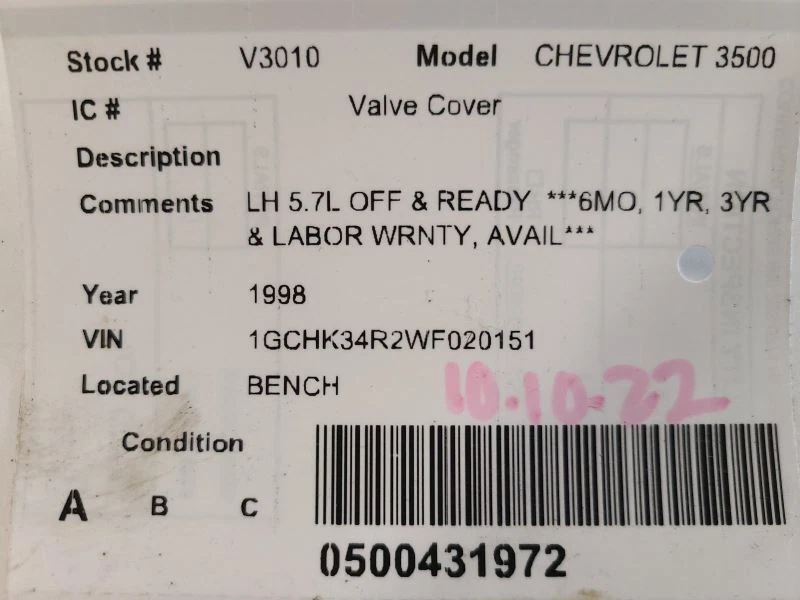 Stock # V3010 Model CHEVROLET 3500
IC # Valve Cover
Description
Comments LH 5.7L OFF & READY ***6MO, 1YR, 3YR
& LABOR WRNTY, AVAIL***
Year 1998
VIN 1GCHK34R2WF020151
Located BENCH
10.10.22
Condition
A B C
0500431972